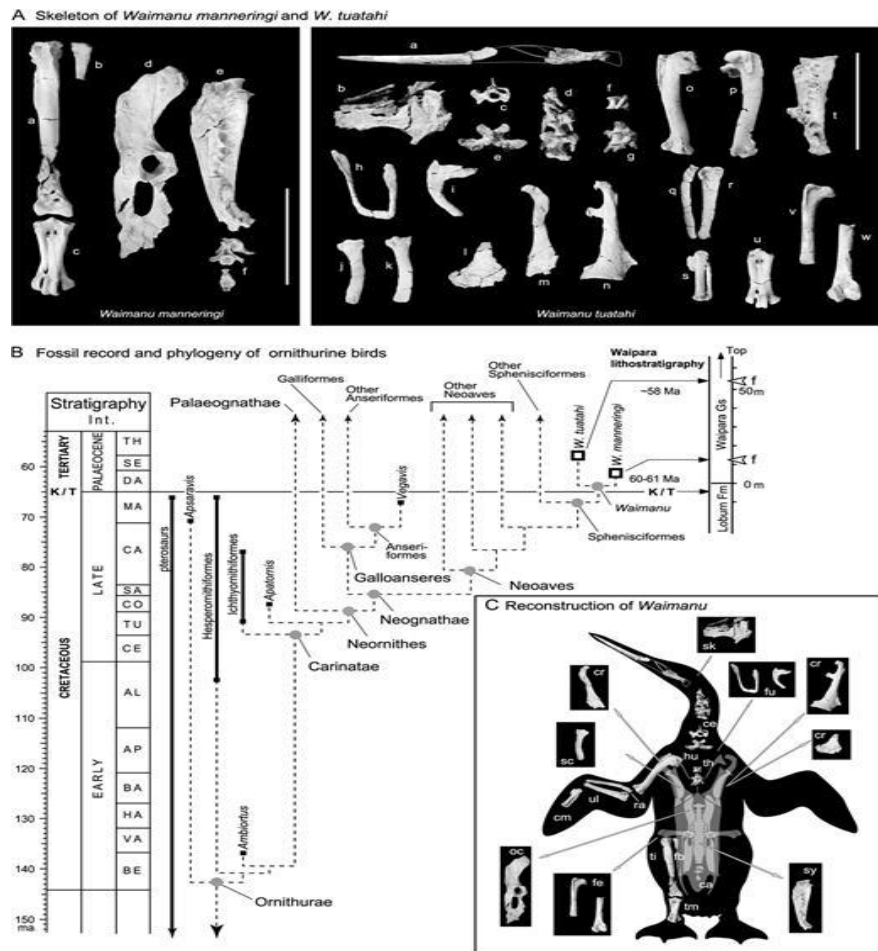 A Skeleton of Waimanu manneringi and W. tuatahi
a
b
c
d
e
f
Waimanu manneringi
a
b
c
d
e
f
g
h
i
j
k
l
m
n
o
p
q
r
s
t
u
v
w
Waimanu tuatahi
B Fossil record and phylogeny of ornithurine birds
Stratigraphy
Int.
TERTIARY
PALAEOCENE
TH
SE
DA
K / T
CRETACEOUS
LATE
MA
CA
SA
CO
TU
CE
EARLY
AL
AP
BA
HA
VA
BE
60
70
80
90
100
110
120
130
140
150
ma
pterosaurs
Apsaravis
Hesperornithiformes
Ichthyornithiformes
Apatornis
Ambiortus
Ornithurae
Carinatae
Neornithes
Neognathae
Galloanseres
Anseri-
formes
Vegavis
Neoaves
Palaeognathae
Galliformes
Other
Anseriformes
Other
Neoaves
Other
Sphenisciformes
W. tuatahi
W. manneringi
Waimanu
Sphenisciformes
K / T
Waipara
lithostratigraphy
~58 Ma
60-61 Ma
Top
f
50m
f
0 m
Waipara Gs
Loburn Fm
C Reconstruction of Waimanu
sk
cr
fu
cr
ce
sc
hu
th
cr
ul
ra
cm
oc
ti
fb
fe
ca
sy
tm